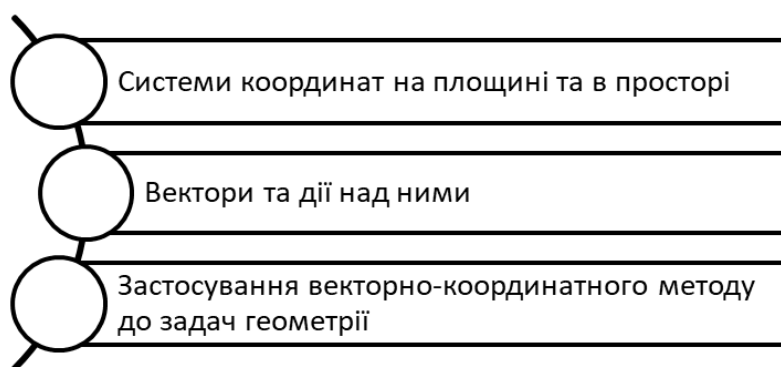 Системи координат на площині та в просторі
Вектори та дії над ними
Застосування векторно-координатного методу
до задач геометрії